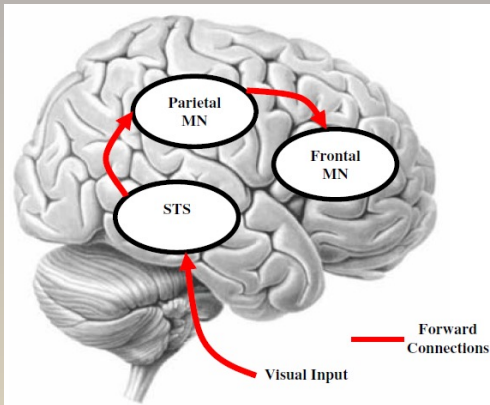 Parietal
MN
Frontal
MN
STS
Forward
Connections
Visual Input